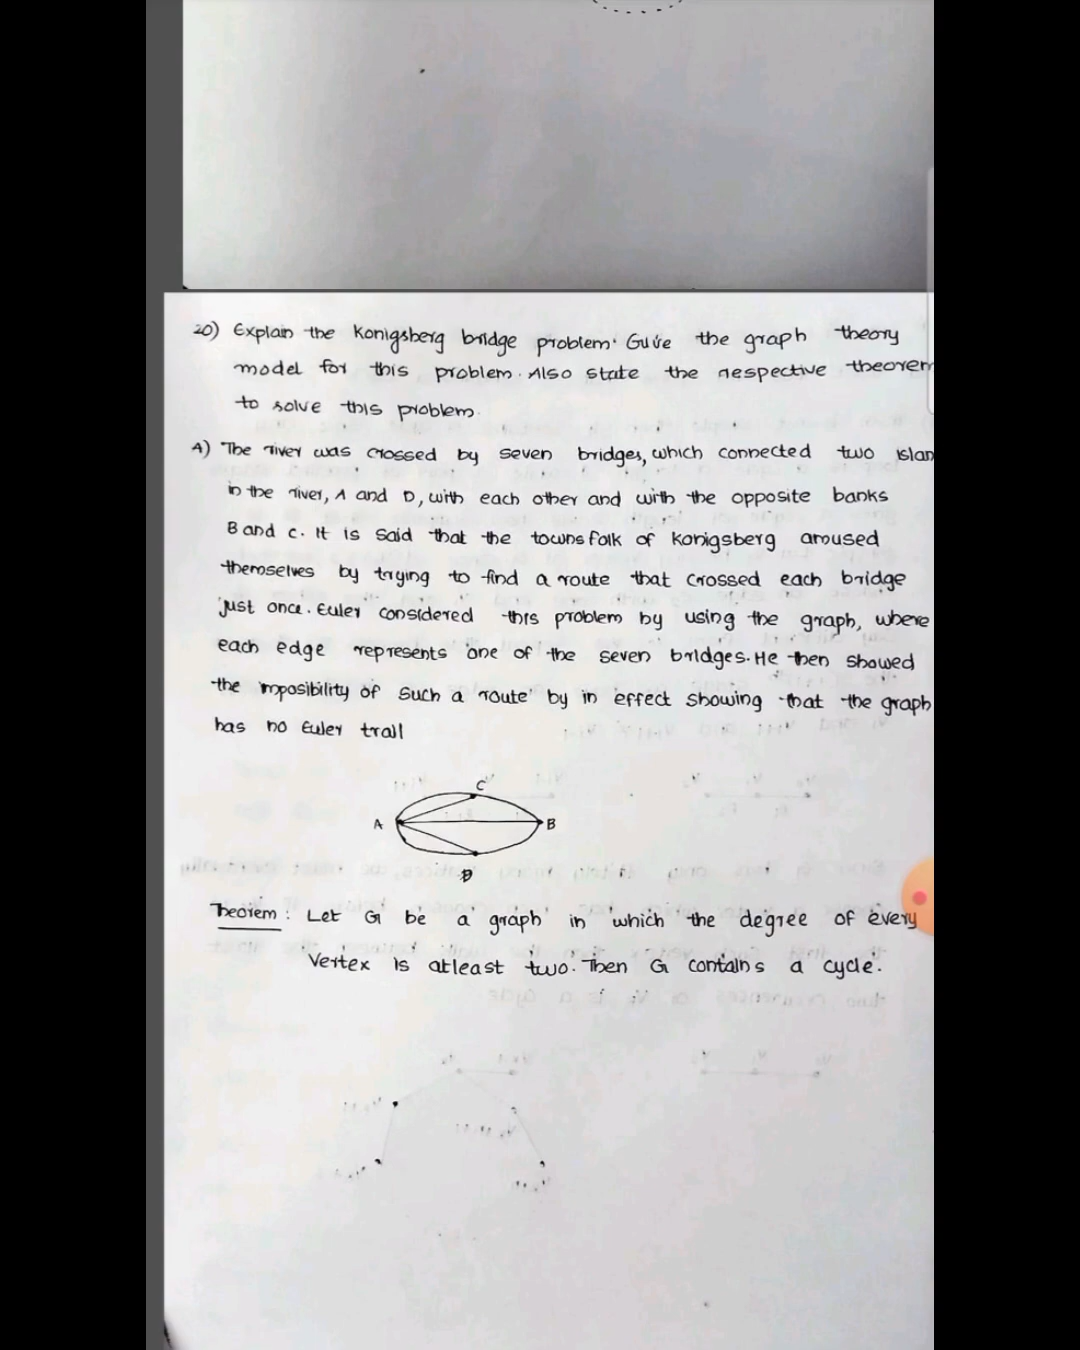 20) Explain the Konigsberg bridge problem. Guve the graph theory
model for this problem. Also state the respective theorem
to solve this problem.
A) The river was crossed by seven bridges, which connected two islan
in the river, A and D, with each other and with the opposite banks
B and C. It is said that the towns folk of Konigsberg amused
themselves by trying to find a route that crossed each bridge
just once. Euler considered this problem by using the graph, where
each edge represents one of the seven bridges. He then showed
the imposibility of such a route by in effect showing that the graph
has no Euler trail
C
A
B
D
Theorem: Let G be a graph in which the degree of every
Vertex is atleast two. Then G contains a cycle.